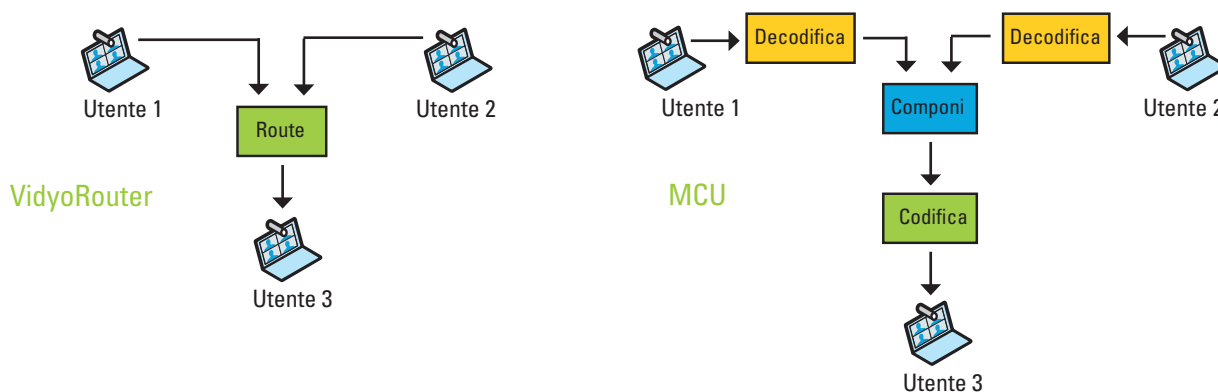 Utente 1
Utente 2
Route
VidyoRouter
Utente 3
Decodifica
Decodifica
Utente 1
Componi
Utente 2
MCU
Codifica
Utente 3